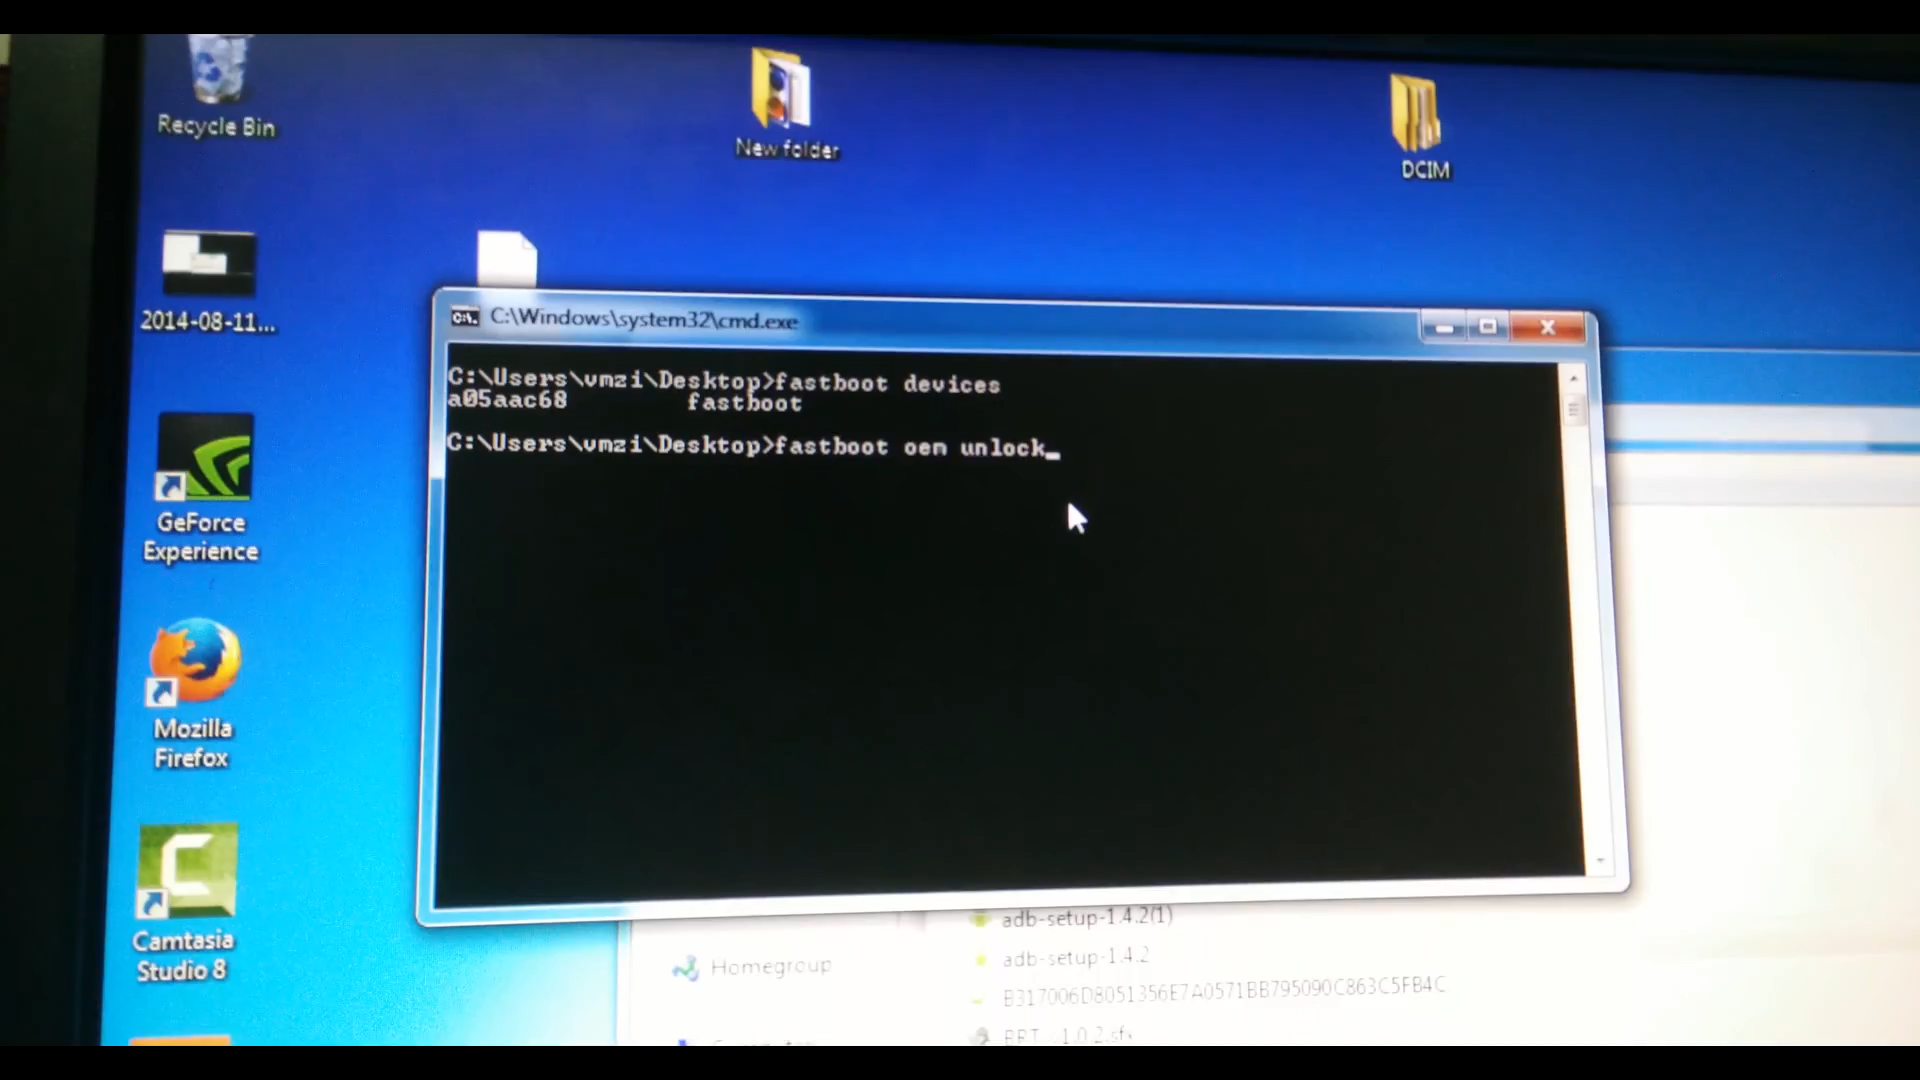 Recycle Bin
New folder
DCIM
2014-08-11...
C:\Windows\system32\cmd.exe
C:\Users\vmzi\Desktop>fastboot devices
a05aac68 fastboot
C:\Users\vmzi\Desktop>fastboot oem unlock_
GeForce
Experience
Mozilla
Firefox
Camtasia
Studio 8
adb-setup-1.4.2(1)
Homegroup
adb-setup-1.4.2
B317006D8051356E7A0571BB795090C863C5FB4C